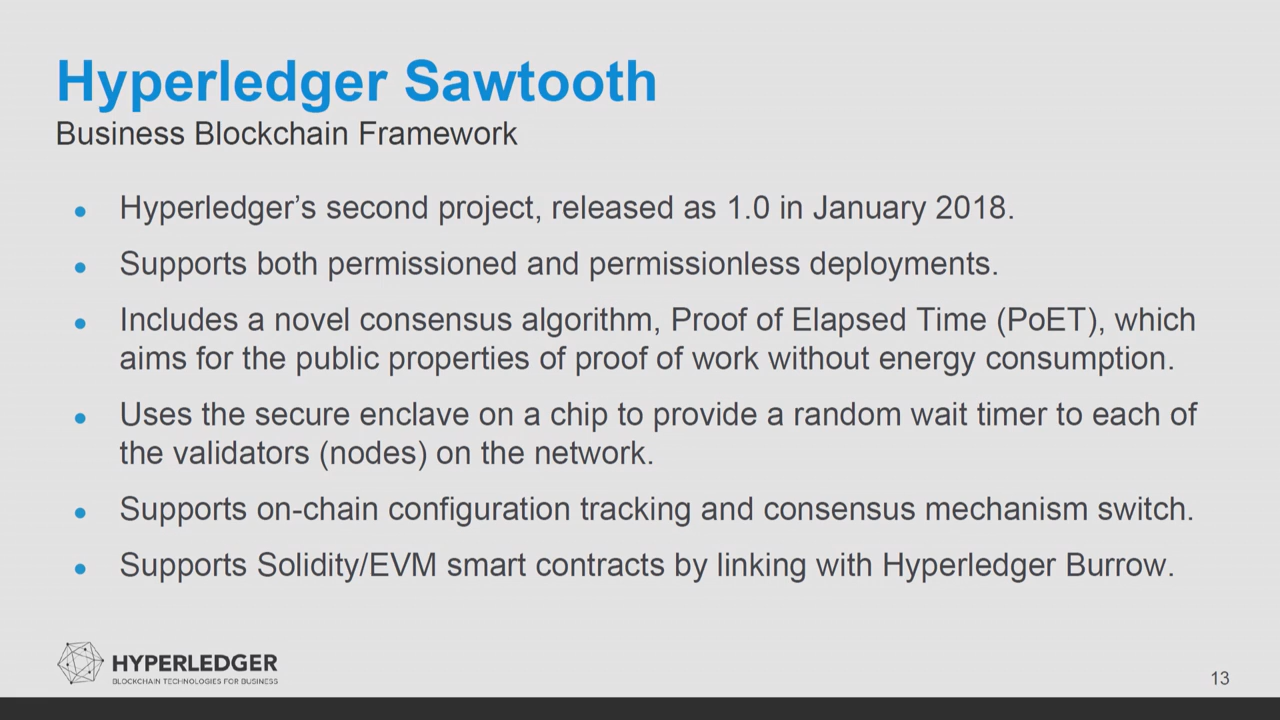 Hyperledger Sawtooth
Business Blockchain Framework
● Hyperledger’s second project, released as 1.0 in January 2018.
● Supports both permissioned and permissionless deployments.
● Includes a novel consensus algorithm, Proof of Elapsed Time (PoET), which
aims for the public properties of proof of work without energy consumption.
● Uses the secure enclave on a chip to provide a random wait timer to each of
the validators (nodes) on the network.
● Supports on-chain configuration tracking and consensus mechanism switch.
● Supports Solidity/EVM smart contracts by linking with Hyperledger Burrow.
HYPERLEDGER
BLOCKCHAIN TECHNOLOGIES FOR BUSINESS
13